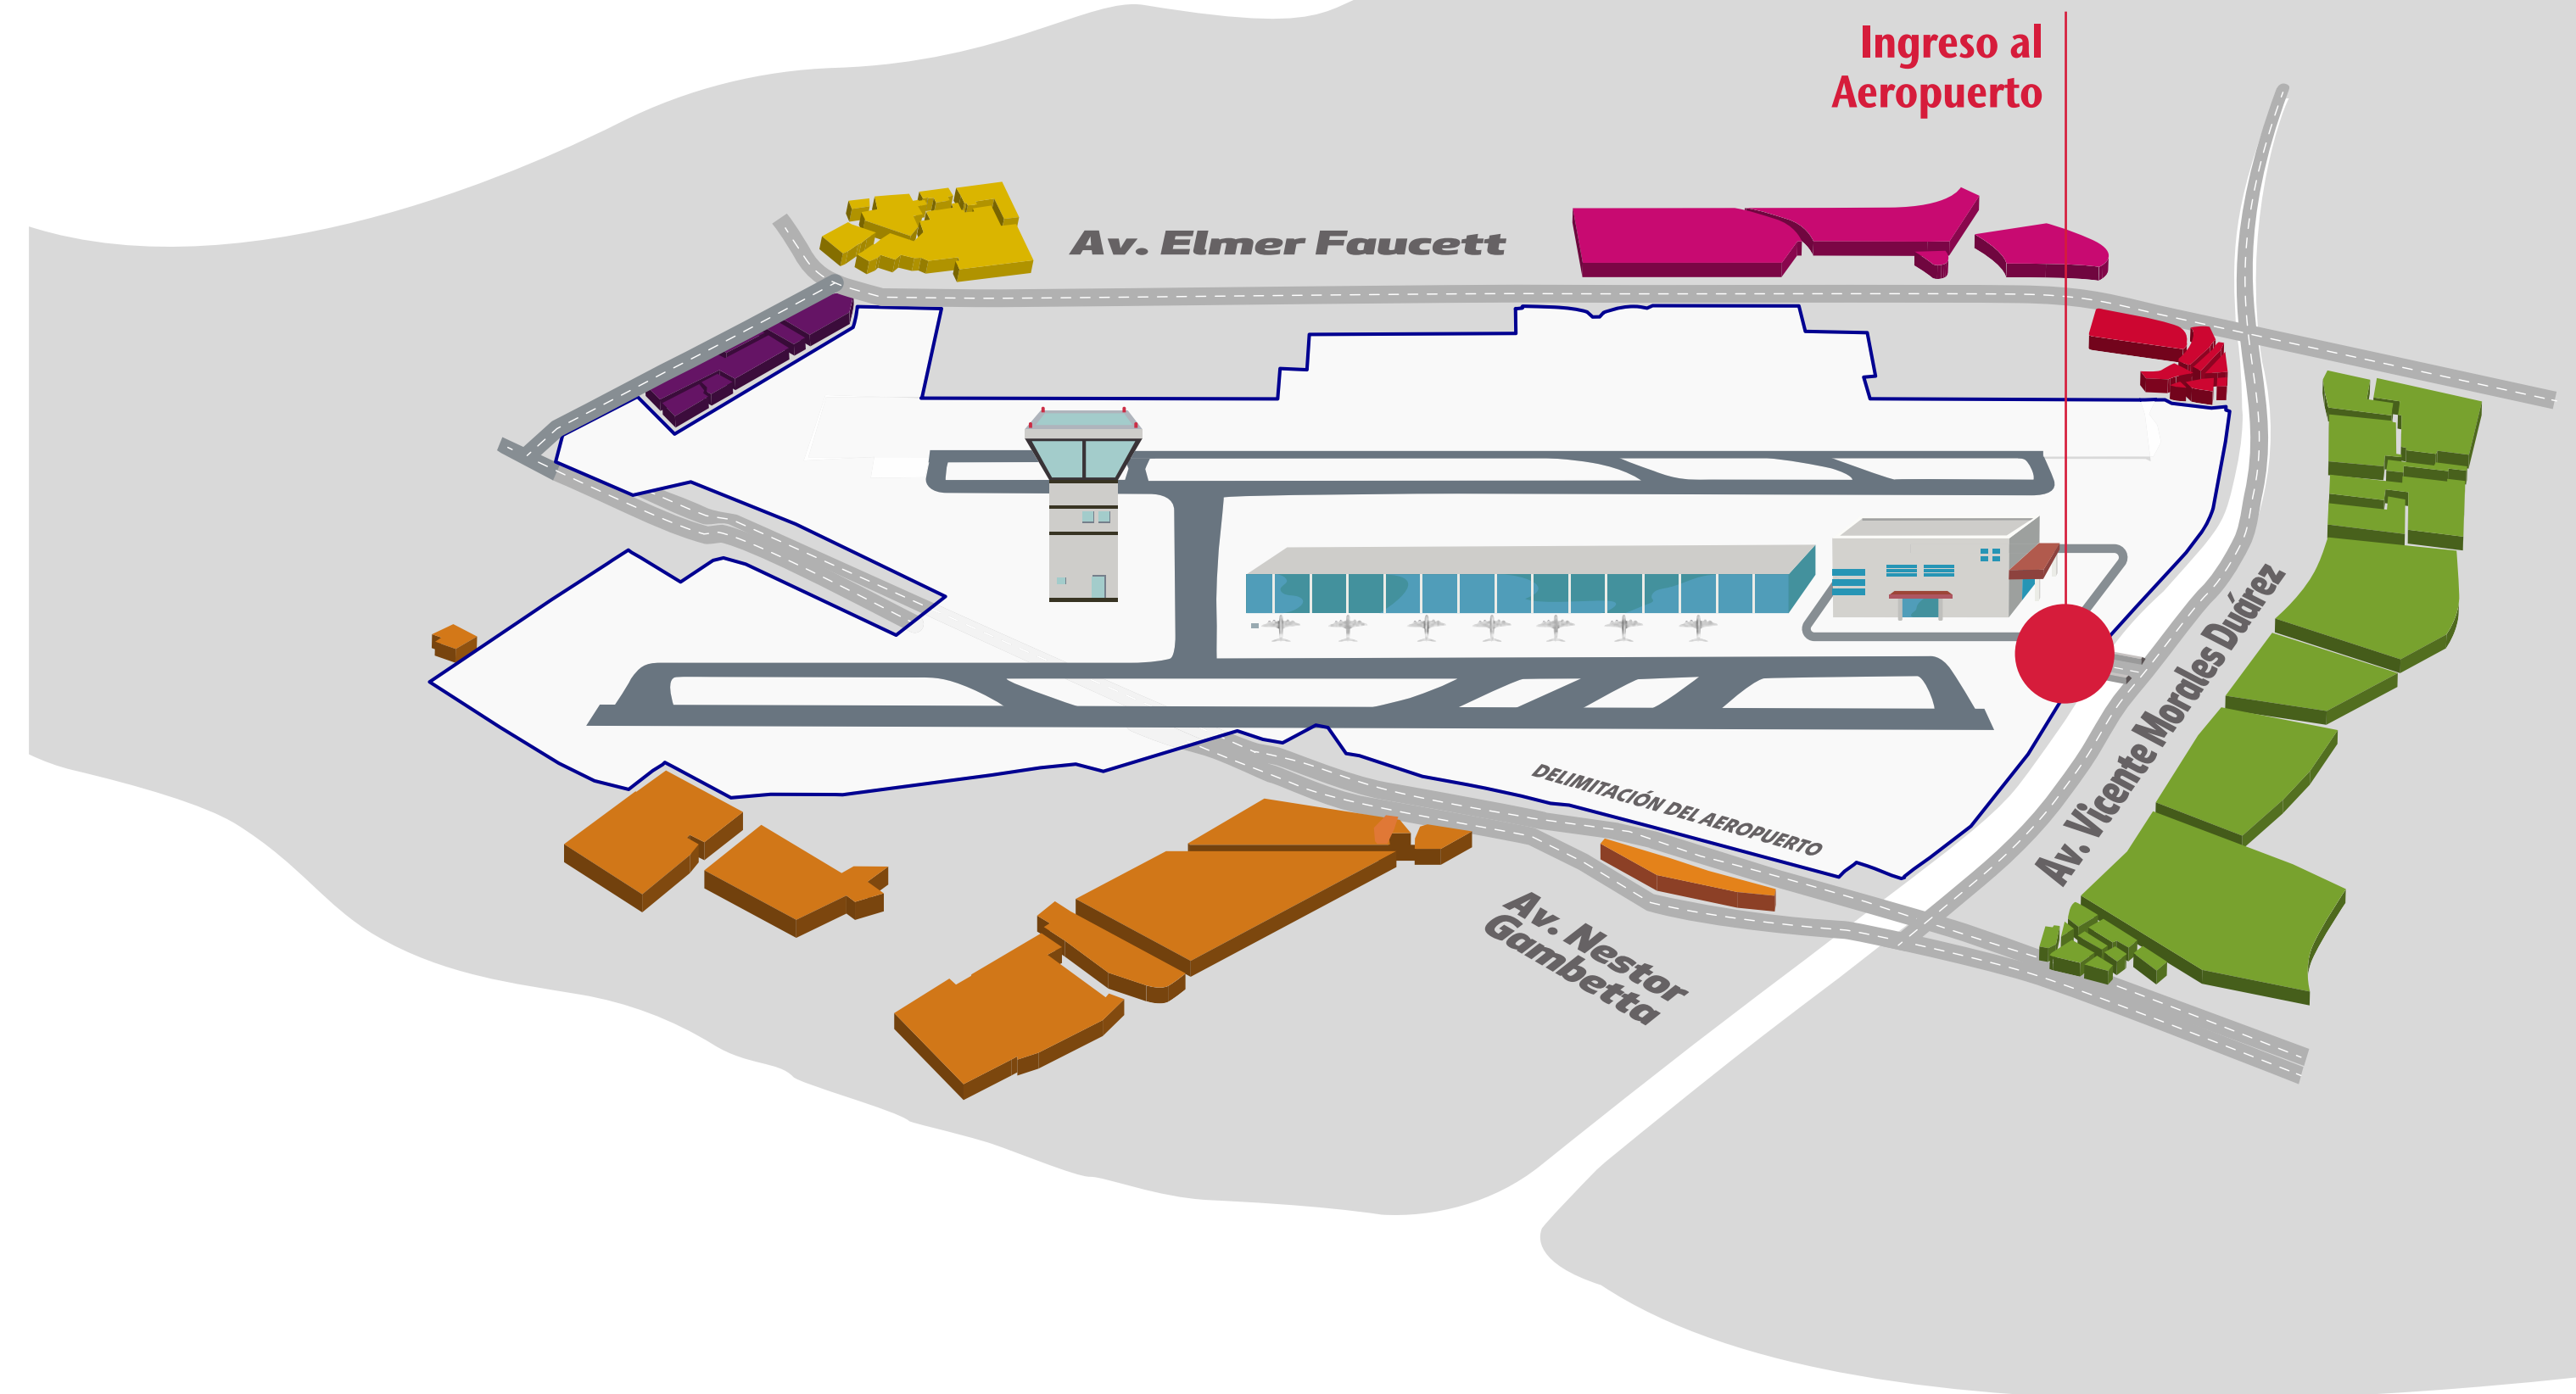 Ingreso al
Aeropuerto
Av. Elmer Faucett
Av. Vicente Morales Duárez
DELIMITACIÓN DEL AEROPUERTO
Av. Nestor
Gambetta